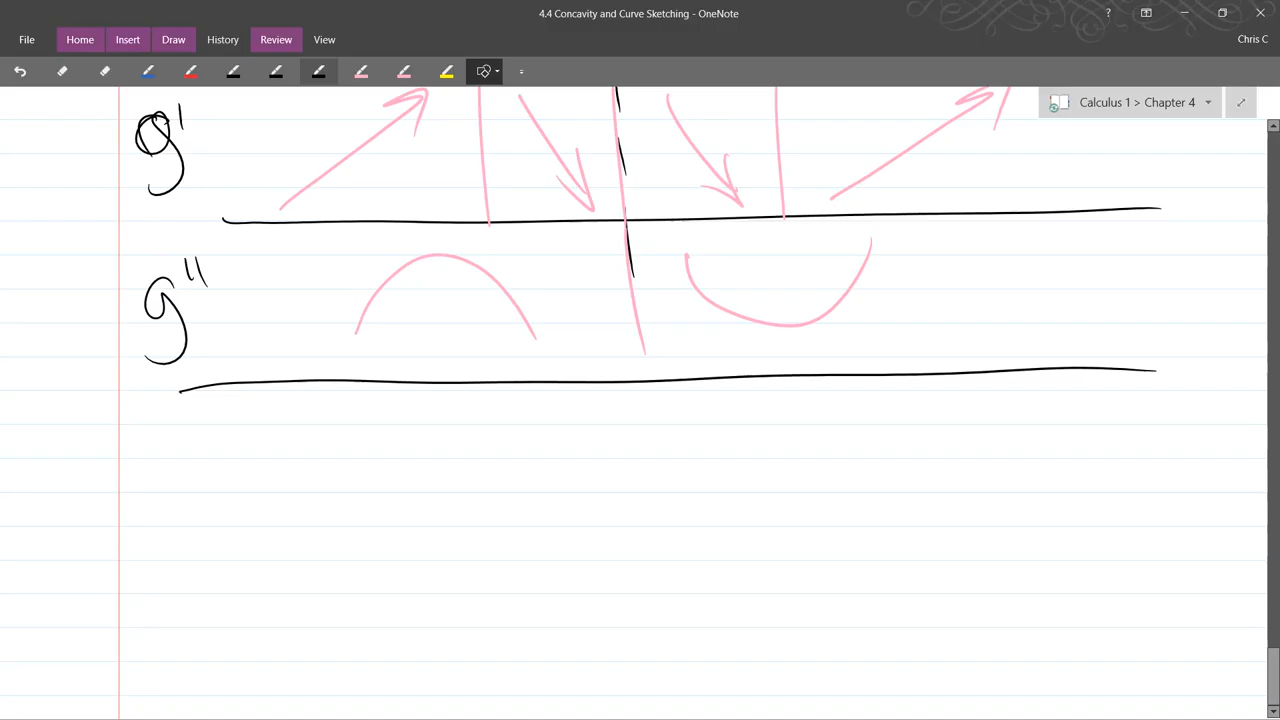 4.4 Concavity and Curve Sketching - OneNote
?
File Home Insert Draw History Review View
Chris C
Calculus 1 > Chapter 4
g'
g"